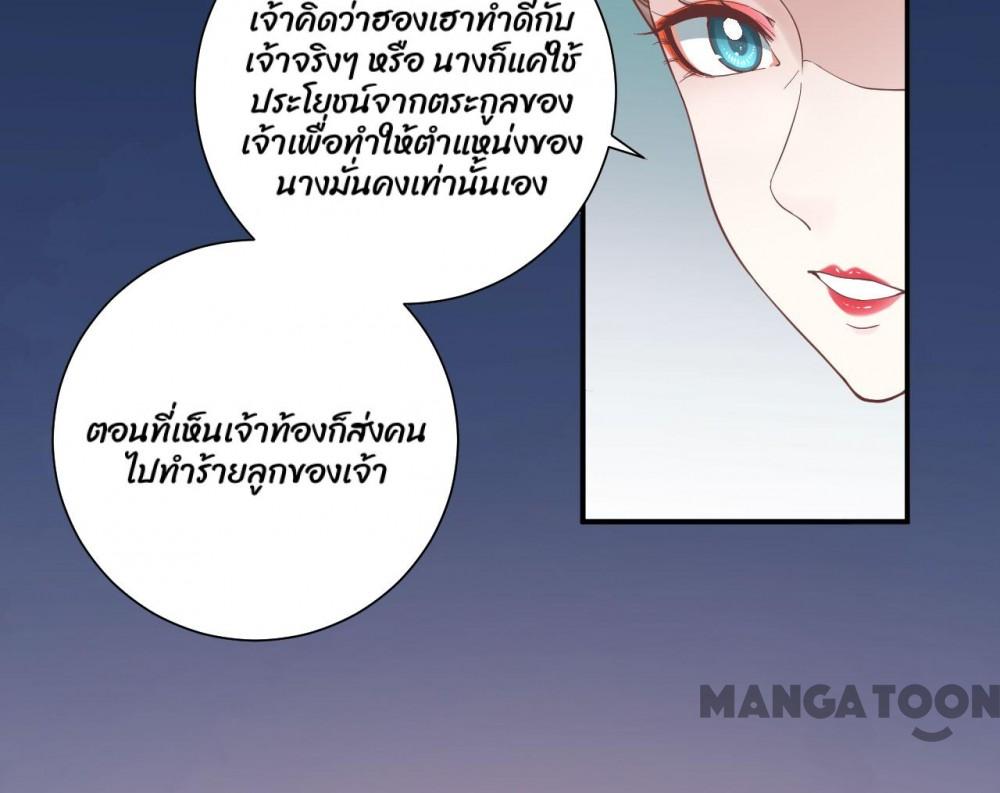 เจ้าคิดว่าฮองเฮาทำดีกับ
เจ้าจริงๆ หรือ นางก็แค่ใช้
ประโยชน์จากตระกูลของ
เจ้าเพื่อทำให้ตำแหน่งของ
นางมั่นคงเท่านั้นเอง
ตอนที่เห็นเจ้าท้องก็ส่งคน
ไปทำร้ายลูกของเจ้า
MANGATOON